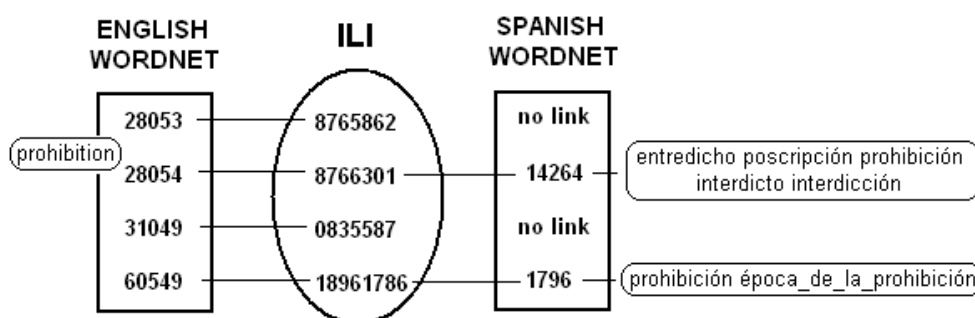 ENGLISH WORDNET
ILI
SPANISH WORDNET
28053 8765862 no link
prohibition
28054 8766301 14264 entredicho poscripción prohibición
interdicto interdicción
31049 0835587 no link
60549 18961786 1796 prohibición época_de_la_prohibición